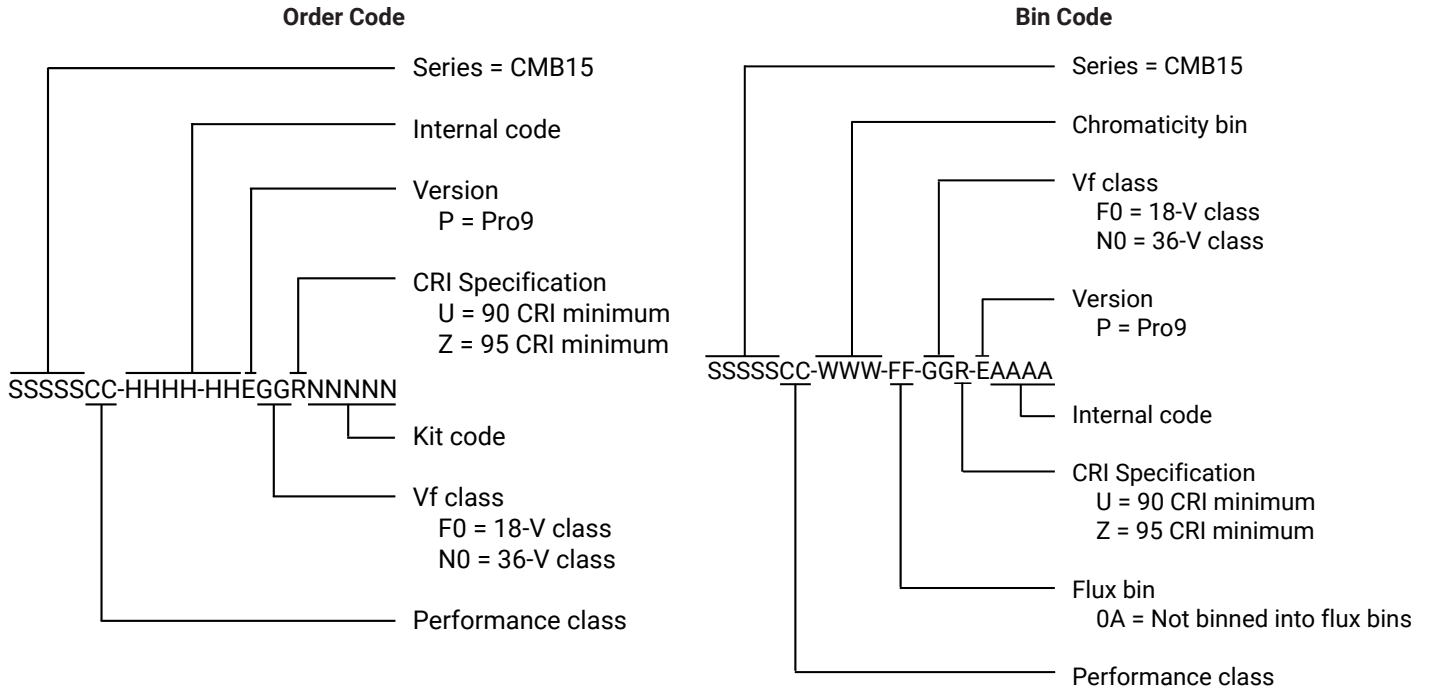 Order Code
Series = CMB15
Internal code
Version
P = Pro9
CRI Specification
U = 90 CRI minimum
Z = 95 CRI minimum
SSSSSCC-HHHH-HHEGGRNNNNN
Kit code
Vf class
F0 = 18-V class
N0 = 36-V class
Performance class
Bin Code
Series = CMB15
Chromaticity bin
Vf class
F0 = 18-V class
N0 = 36-V class
Version
P = Pro9
SSSSSCC-WWW-FF-GGR-EAAAA
Internal code
CRI Specification
U = 90 CRI minimum
Z = 95 CRI minimum
Flux bin
0A = Not binned into flux bins
Performance class